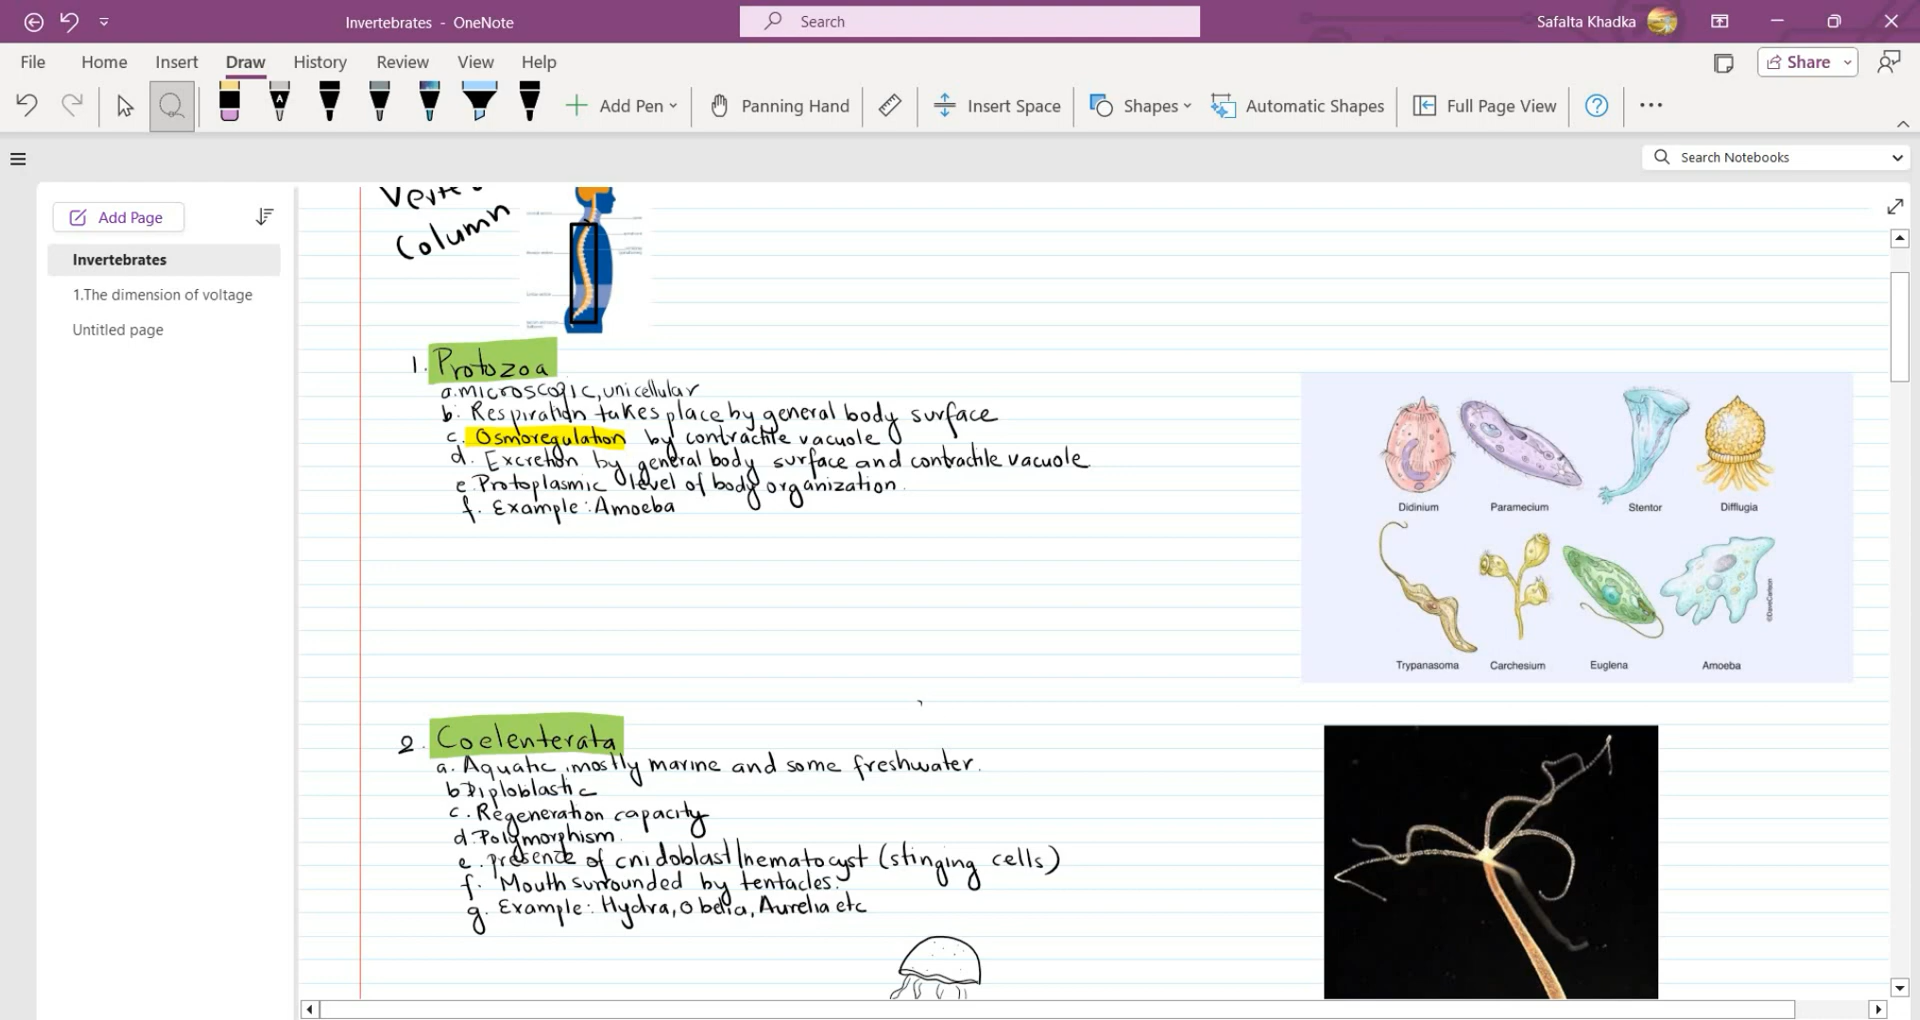 Invertebrates - OneNote
Search
Safalta Khadka
File Home Insert Draw History Review View Help
Share
Add Pen
Panning Hand
Insert Space
Shapes
Automatic Shapes
Full Page View
Search Notebooks
Add Page
Invertebrates
1.The dimension of voltage
Untitled page
Column
1. Protozoa
a. microscopic, unicellular
b. Respiration takes place by general body surface
c. Osmoregulation by contractile vacuole
d. Excretion by general body surface and contractile vacuole
e. Protoplasmic level of body organization.
f. Example: Amoeba
Didinium Paramecium Stentor Difflugia
Trypanasoma Carchesium Euglena Amoeba
©DaveCarlson
2. Coelenterata
a. Aquatic, mostly marine and some freshwater.
b. Diploblastic
c. Regeneration capacity
d. Polymorphism.
e. presence of cnidoblast/nematocyst (stinging cells)
f. Mouth surrounded by tentacles.
g. Example: Hydra, Obelia, Aurelia etc